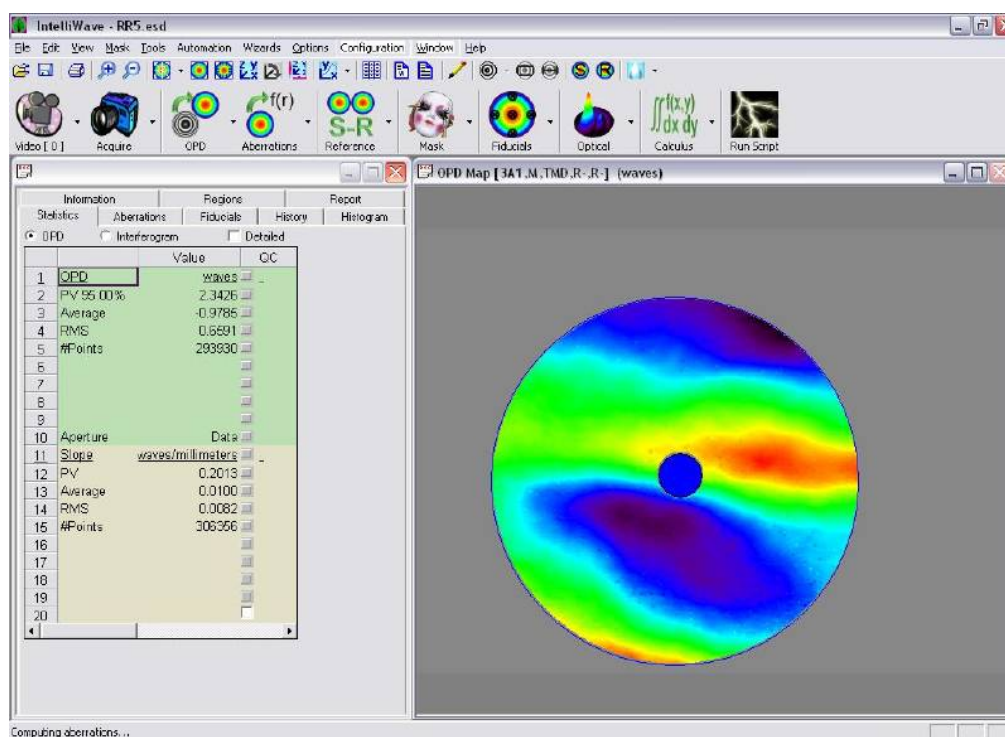 IntelliWave - RR5.esd
File Edit View Mask Tools Automation Wizards Options Configuration Window Help
f(r) S-R f(x,y) dx dy
Video [ 0 ] Acquire OPD Aberrations Reference Mask Fiducials Optical Calculus Run Script
OPD Map [3A1,M,TMD,R-,R-] (waves)
Information Regions Report
Statistics Aberrations Fiducials History Histogram
OPD Interferogram Detailed
Value QC
1 OPD waves
2 PV 95.00% 2.3426
3 Average -0.9785
4 RMS 0.6591
5 #Points 293930
6
7
8
9
10 Aperture Data
11 Slope waves/millimeters
12 PV 0.2013
13 Average 0.0100
14 RMS 0.0082
15 #Points 306356
16
17
18
19
20
Computing aberrations...